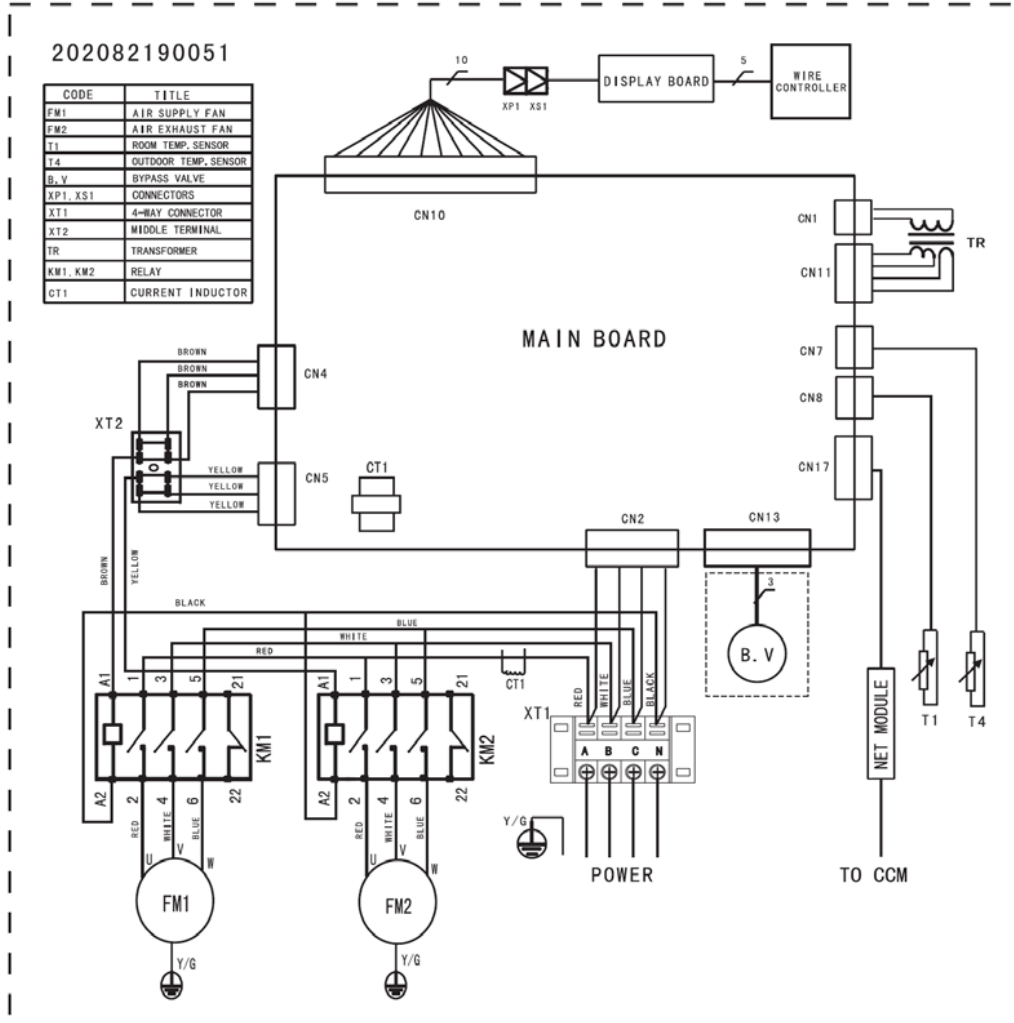 202082190051
CODE TITLE
FM1 AIR SUPPLY FAN
FM2 AIR EXHAUST FAN
T1 ROOM TEMP. SENSOR
T4 OUTDOOR TEMP. SENSOR
B. V BYPASS VALVE
XP1, XS1 CONNECTORS
XT1 4-WAY CONNECTOR
XT2 MIDDLE TERMINAL
TR TRANSFORMER
KM1, KM2 RELAY
CT1 CURRENT INDUCTOR
10
XP1 XS1
DISPLAY BOARD
5
WIRE
CONTROLLER
CN10
CN1
TR
CN11
MAIN BOARD
CN7
CN8
CN17
BROWN
BROWN
CN4
XT2
YELLOW
YELLOW
YELLOW
CN5
CT1
CN2
CN13
3
B. V
BROWN
YELLOW
BLACK
BLUE
WHITE
RED
CT1
RED
WHITE
BLUE
BLACK
XT1
A B C N
A1 1 3 5 21
KM1
A2 2 4 6 22
A1 1 3 5 21
KM2
A2 2 4 6 22
RED
WHITE
BLUE
U V W
FM1
Y/G
RED
WHITE
BLUE
U V W
FM2
Y/G
Y/G
POWER
T1
T4
NET MODULE
TO CCM